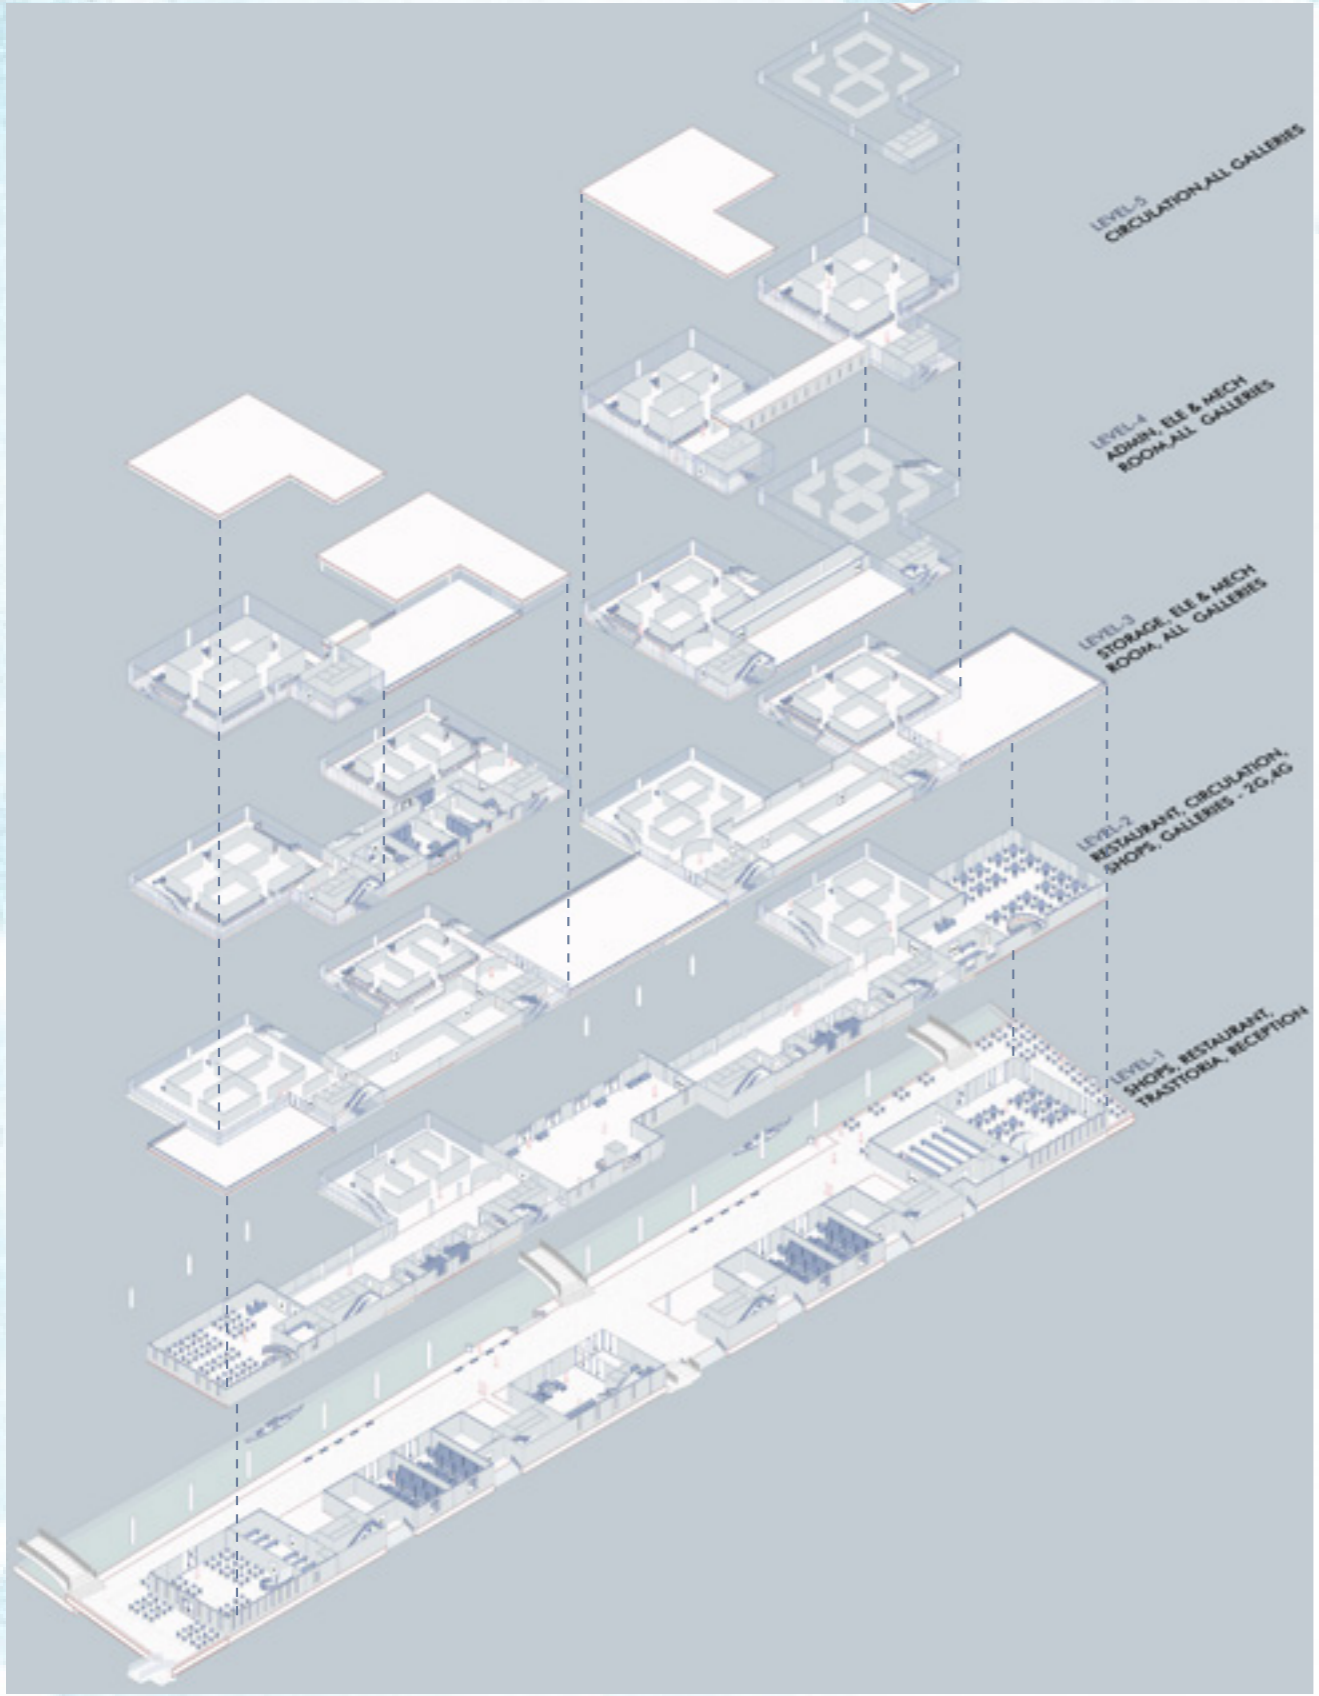 LEVEL-5
CIRCULATION,ALL GALLERIES
LEVEL-4
ADMIN, ELE & MECH
ROOM,ALL GALLERIES
LEVEL-3
STORAGE, ELE & MECH
ROOM, ALL GALLERIES
LEVEL-2
RESTAURANT, CIRCULATION,
SHOPS, GALLERIES - 2G,4G
LEVEL-1
SHOPS, RESTAURANT,
TRASTTORIA, RECEPTION